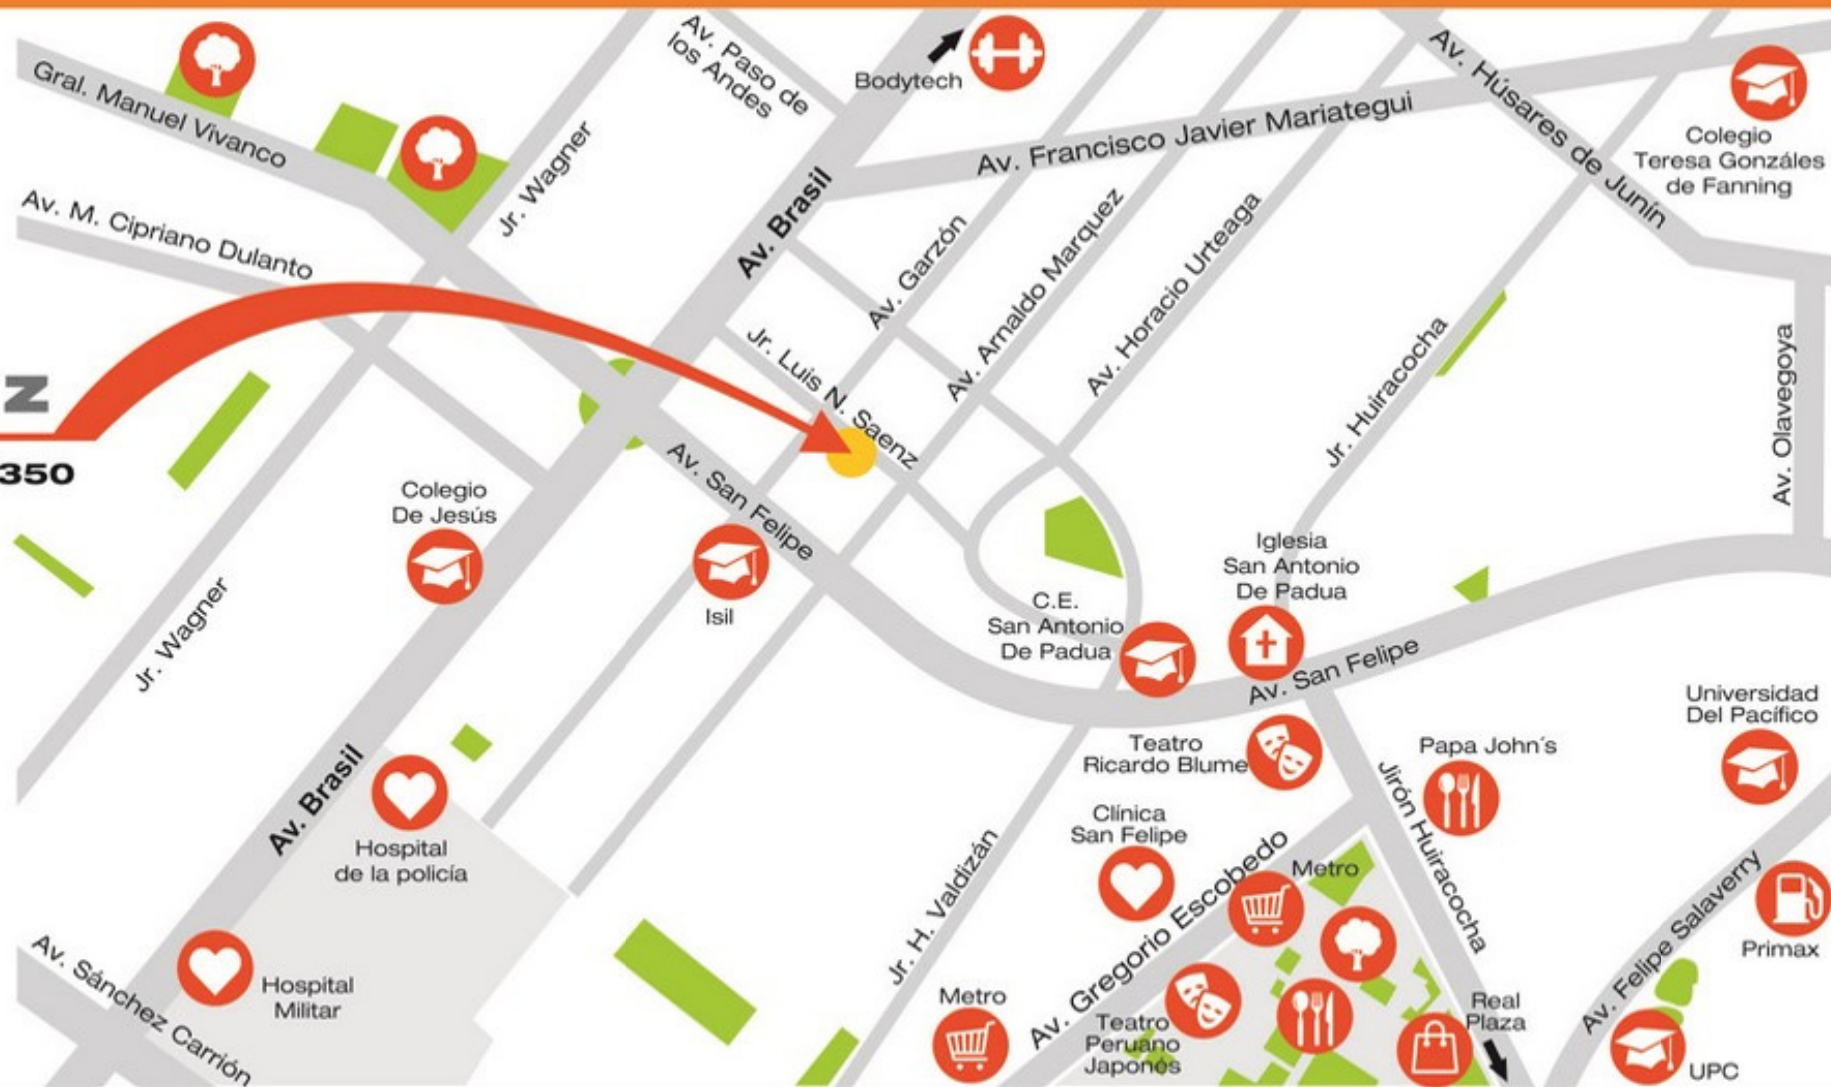 Av. Paso de
los Andes
Bodytech
Av. Húsares de Junín
Colegio
Teresa Gonzáles
de Fanning
Gral. Manuel Vivanco
Jr. Wagner
Av. Francisco Javier Mariategui
Av. Brasil
Av. M. Cipriano Dulanto
Av. Garzón
Av. Arnaldo Marquez
Av. Horacio Urteaga
Jr. Luis N. Saenz
Jr. Huiracocha
Av. Olavegoya
N
350
Colegio
De Jesús
Av. San Felipe
Isil
Iglesia
San Antonio
De Padua
C.E.
San Antonio
De Padua
Jr. Wagner
Av. San Felipe
Universidad
Del Pacífico
Teatro
Ricardo Blume
Papa John´s
Av. Brasil
Jirón Huiracocha
Clínica
San Felipe
Hospital
de la policía
Metro
Jr. H. Valdizán
Av. Gregorio Escobedo
Av. Felipe Salaverry
Primax
Av. Sánchez Carrión
Hospital
Militar
Metro
Teatro
Peruano
Japonés
Real
Plaza
UPC